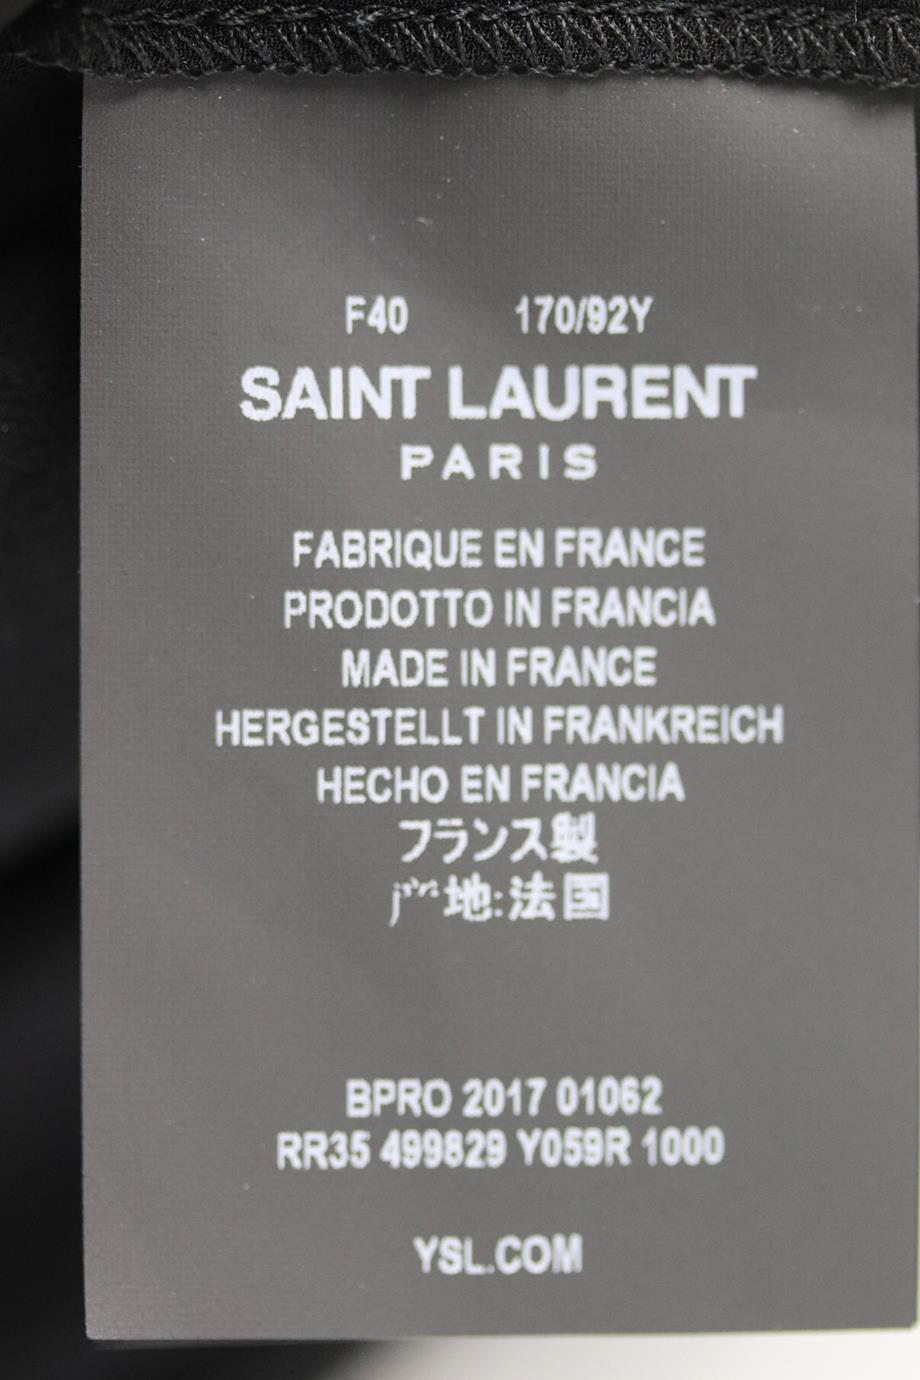 F40 170/92Y
SAINT LAURENT
PARIS
FABRIQUE EN FRANCE
PRODOTTO IN FRANCIA
MADE IN FRANCE
HERGESTELLT IN FRANKREICH
HECHO EN FRANCIA
フランス製
产地:法国
BPRO 2017 01062
RR35 499829 Y059R 1000
YSL.COM